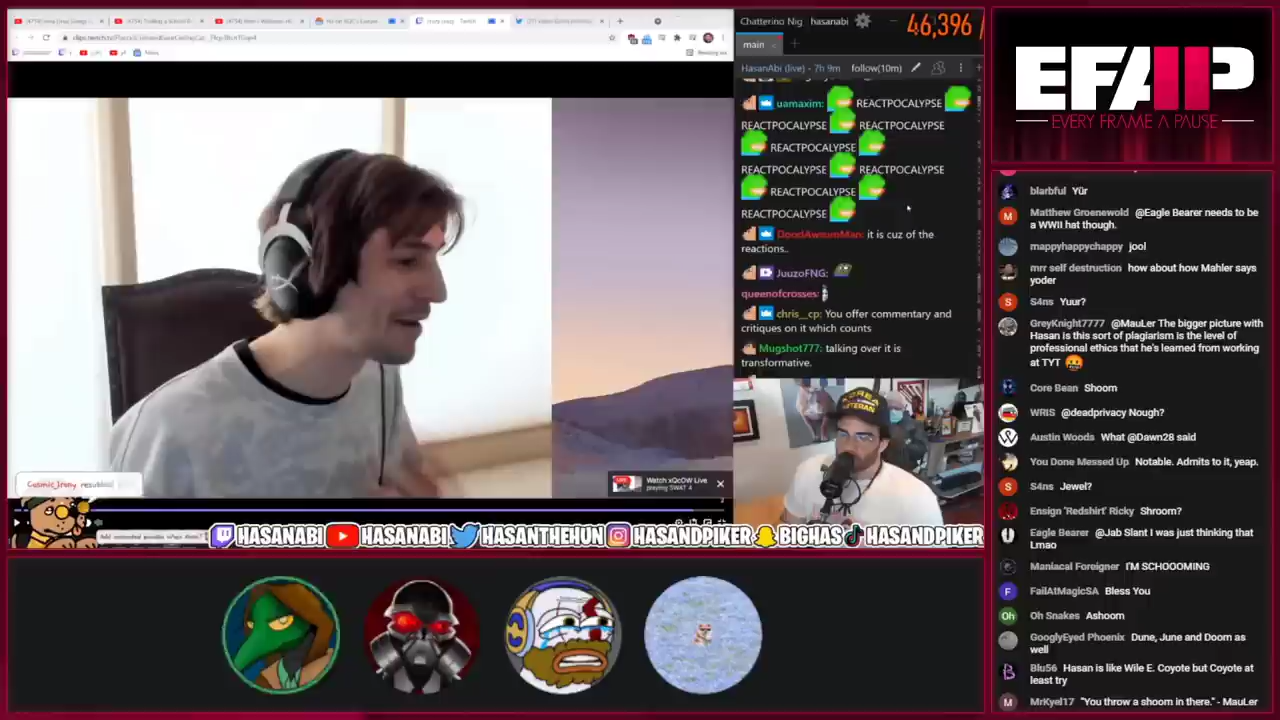 Chatterino Nig hasanabi
46,396
main
HasanAbi (live) - 7h 9m follow(10m)
uamaxim: REACTPOCALYPSE
REACTPOCALYPSE REACTPOCALYPSE
REACTPOCALYPSE
REACTPOCALYPSE REACTPOCALYPSE
REACTPOCALYPSE
REACTPOCALYPSE
DoodAwsumMan: it is cuz of the
reactions..
JuuzoFNG:
queenofcrosses:
chris__cp: You offer commentary and
critiques on it which counts
Mugshot777: talking over it is
transformative.
KOREA
VETERAN
Cosmic_Irony resubbed
LIVE
Watch xQcOW Live
playing SWAT 4
HASANABI HASANABI HASANTHEHUN HASANDPIKER BIGHAS HASANDPIKER
EFAP
EVERY FRAME A PAUSE
blarbful Yür
Matthew Groenewold @Eagle Bearer needs to be
a WWII hat though.
mappyhappychappy jool
mrr self destruction how about how Mahler says
yoder
S4ns Yuur?
GreyKnight7777 @MauLer The bigger picture with
Hasan is this sort of plagiarism is the level of
professional ethics that he's learned from working
at TYT
Core Bean Shoom
WRIS @deadprivacy Nough?
Austin Woods What @Dawn28 said
You Done Messed Up Notable. Admits to it, yeap.
S4ns Jewel?
Ensign 'Redshirt' Ricky Shroom?
Eagle Bearer @Jab Slant I was just thinking that
Lmao
Maniacal Foreigner I'M SCHOOOMING
FailAtMagicSA Bless You
Oh Snakes Ashoom
GooglyEyed Phoenix Dune, June and Doom as
well
Blu56 Hasan is like Wile E. Coyote but Coyote at
least try
MrKyel17 "You throw a shoom in there." - MauLer